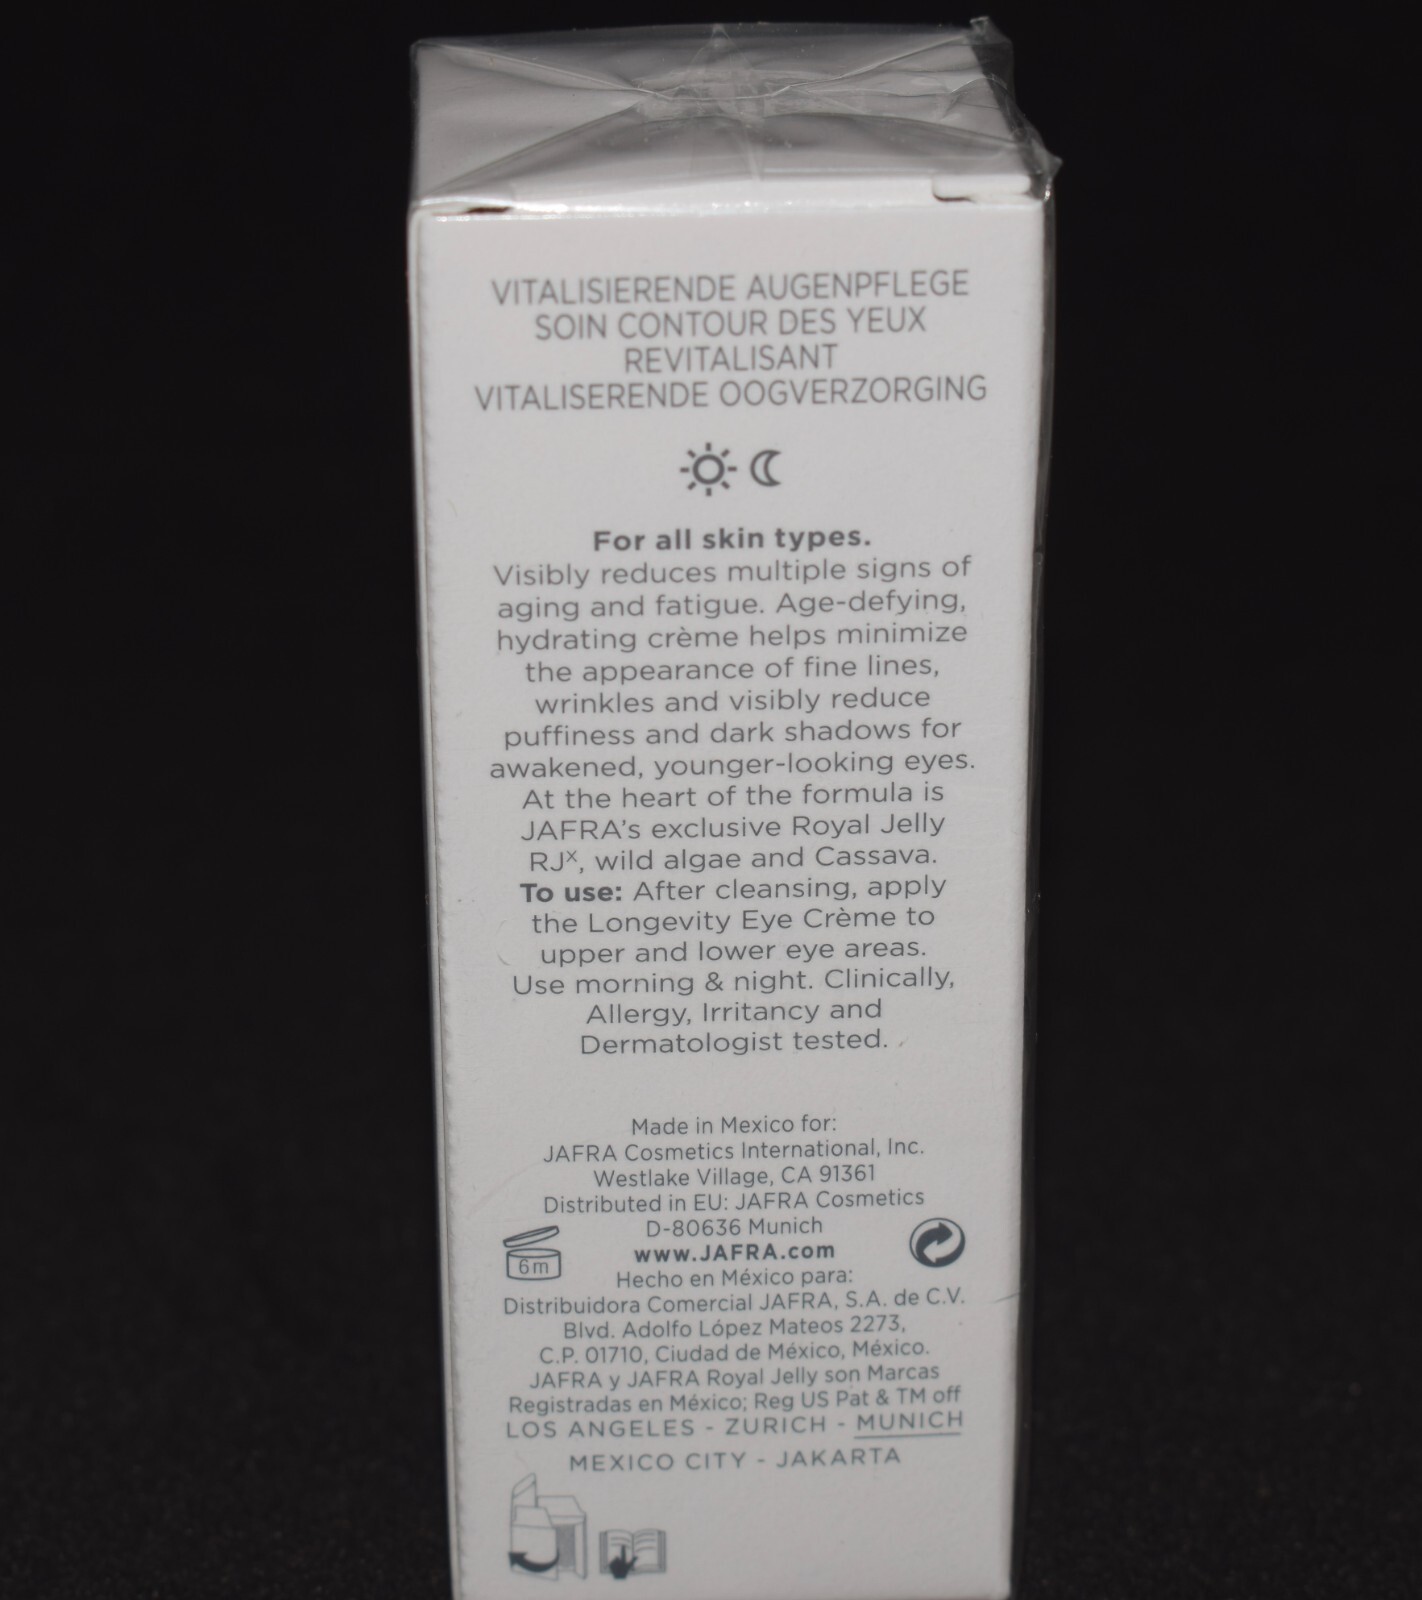 VITALISIERENDE AUGENPFLEGE
SOIN CONTOUR DES YEUX
REVITALISANT
VITALISERENDE OOGVERZORGING
For all skin types.
Visibly reduces multiple signs of
aging and fatigue. Age-defying,
hydrating crème helps minimize
the appearance of fine lines,
wrinkles and visibly reduce
puffiness and dark shadows for
awakened, younger-looking eyes.
At the heart of the formula is
JAFRA's exclusive Royal Jelly
RJˣ, wild algae and Cassava.
To use: After cleansing, apply
the Longevity Eye Crème to
upper and lower eye areas.
Use morning & night. Clinically,
Allergy, Irritancy and
Dermatologist tested.
Made in Mexico for:
JAFRA Cosmetics International, Inc.
Westlake Village, CA 91361
Distributed in EU: JAFRA Cosmetics
D-80636 Munich
www.JAFRA.com
6m
Hecho en México para:
Distribuidora Comercial JAFRA, S.A. de C.V.
Blvd. Adolfo López Mateos 2273,
C.P. 01710, Ciudad de México, México.
JAFRA y JAFRA Royal Jelly son Marcas
Registradas en México; Reg US Pat & TM off
LOS ANGELES - ZURICH - MUNICH
MEXICO CITY - JAKARTA